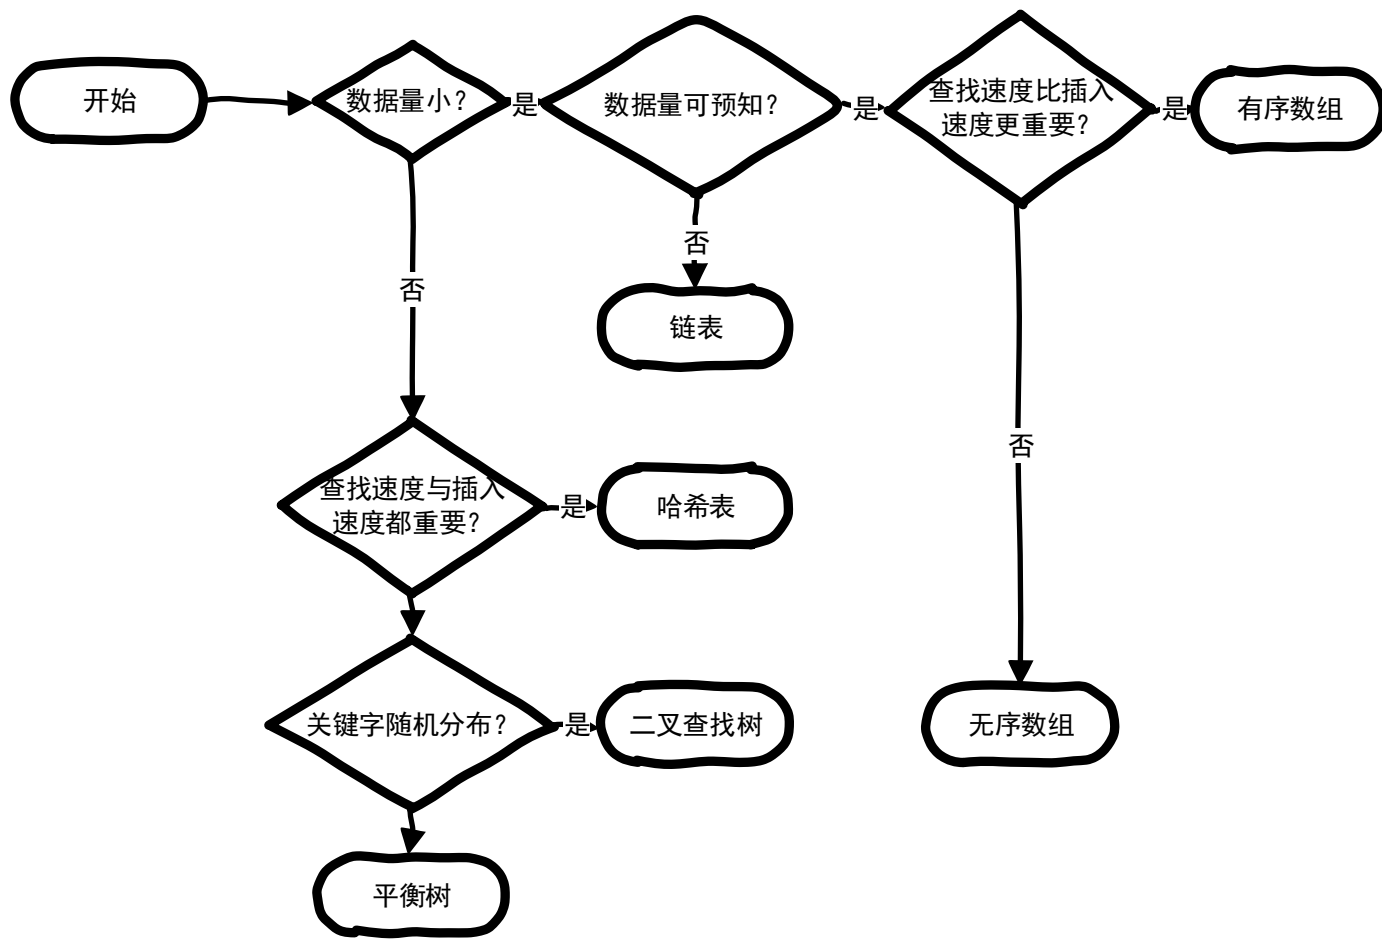 开始
数据量小？
是
数据量可预知？
是
查找速度比插入
速度更重要？
是
有序数组
否
否
链表
否
查找速度与插入
速度都重要？
是
哈希表
关键字随机分布？
是
二叉查找树
无序数组
平衡树